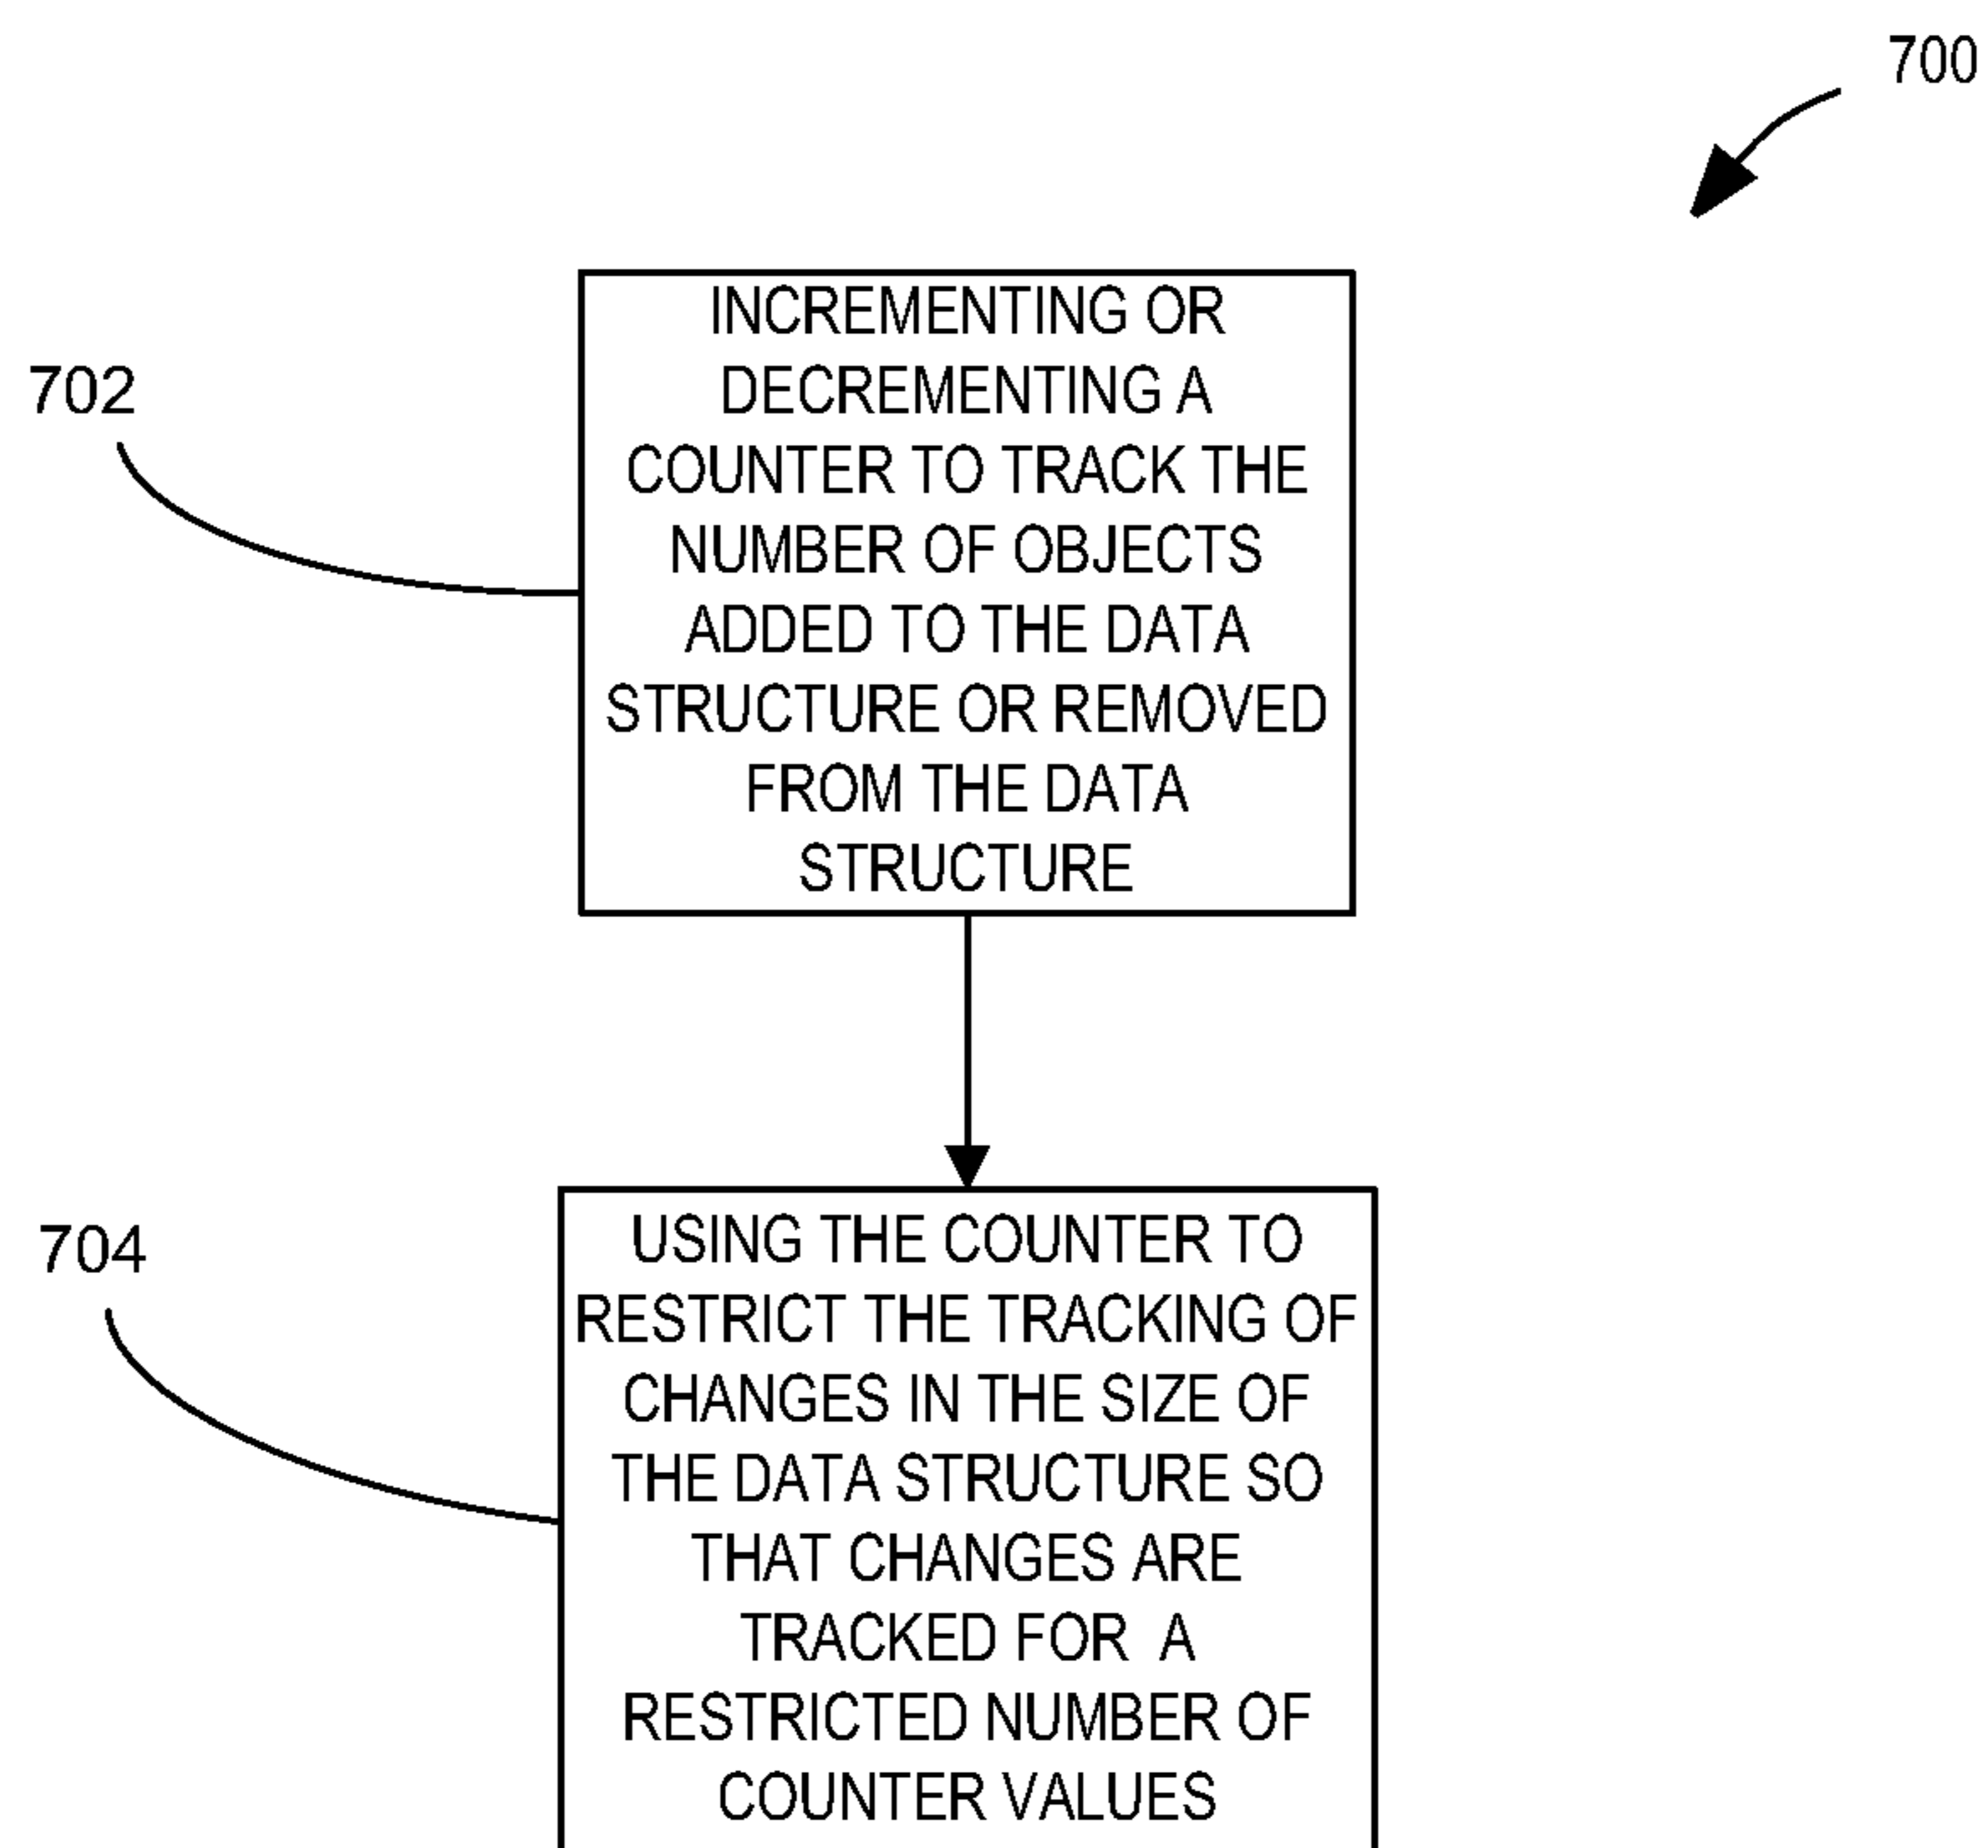 700
702
INCREMENTING OR
DECREMENTING A
COUNTER TO TRACK THE
NUMBER OF OBJECTS
ADDED TO THE DATA
STRUCTURE OR REMOVED
FROM THE DATA
STRUCTURE
704
USING THE COUNTER TO
RESTRICT THE TRACKING OF
CHANGES IN THE SIZE OF
THE DATA STRUCTURE SO
THAT CHANGES ARE
TRACKED FOR A
RESTRICTED NUMBER OF
COUNTER VALUES